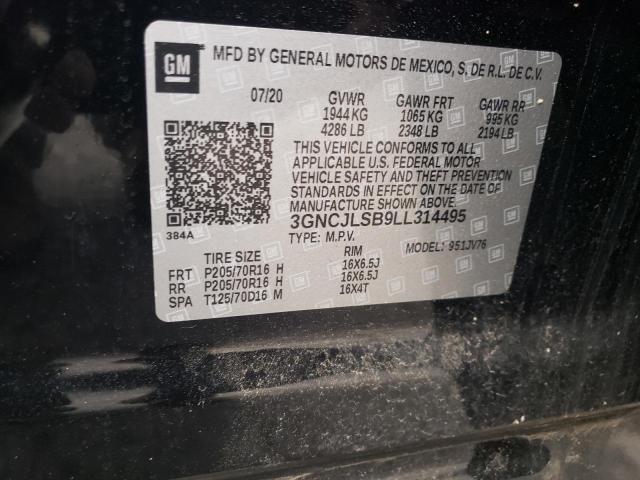 GM
MFD BY GENERAL MOTORS DE MEXICO, S. DE R.L. DE C.V.
07/20 GVWR GAWR FRT GAWR RR
1944 KG 1065 KG 995 KG
4286 LB 2348 LB 2194 LB
THIS VEHICLE CONFORMS TO ALL
APPLICABLE U.S. FEDERAL MOTOR
VEHICLE SAFETY AND THEFT PREVENTION
STANDARDS IN EFFECT ON THE DATE OF
MANUFACTURE SHOWN ABOVE.
3GNCJLSB9LL314495
384A
TYPE: M.P.V. MODEL: 951JV76
TIRE SIZE RIM
FRT P205/70R16 H 16X6.5J
RR P205/70R16 H 16X6.5J
SPA T125/70D16 M 16X4T